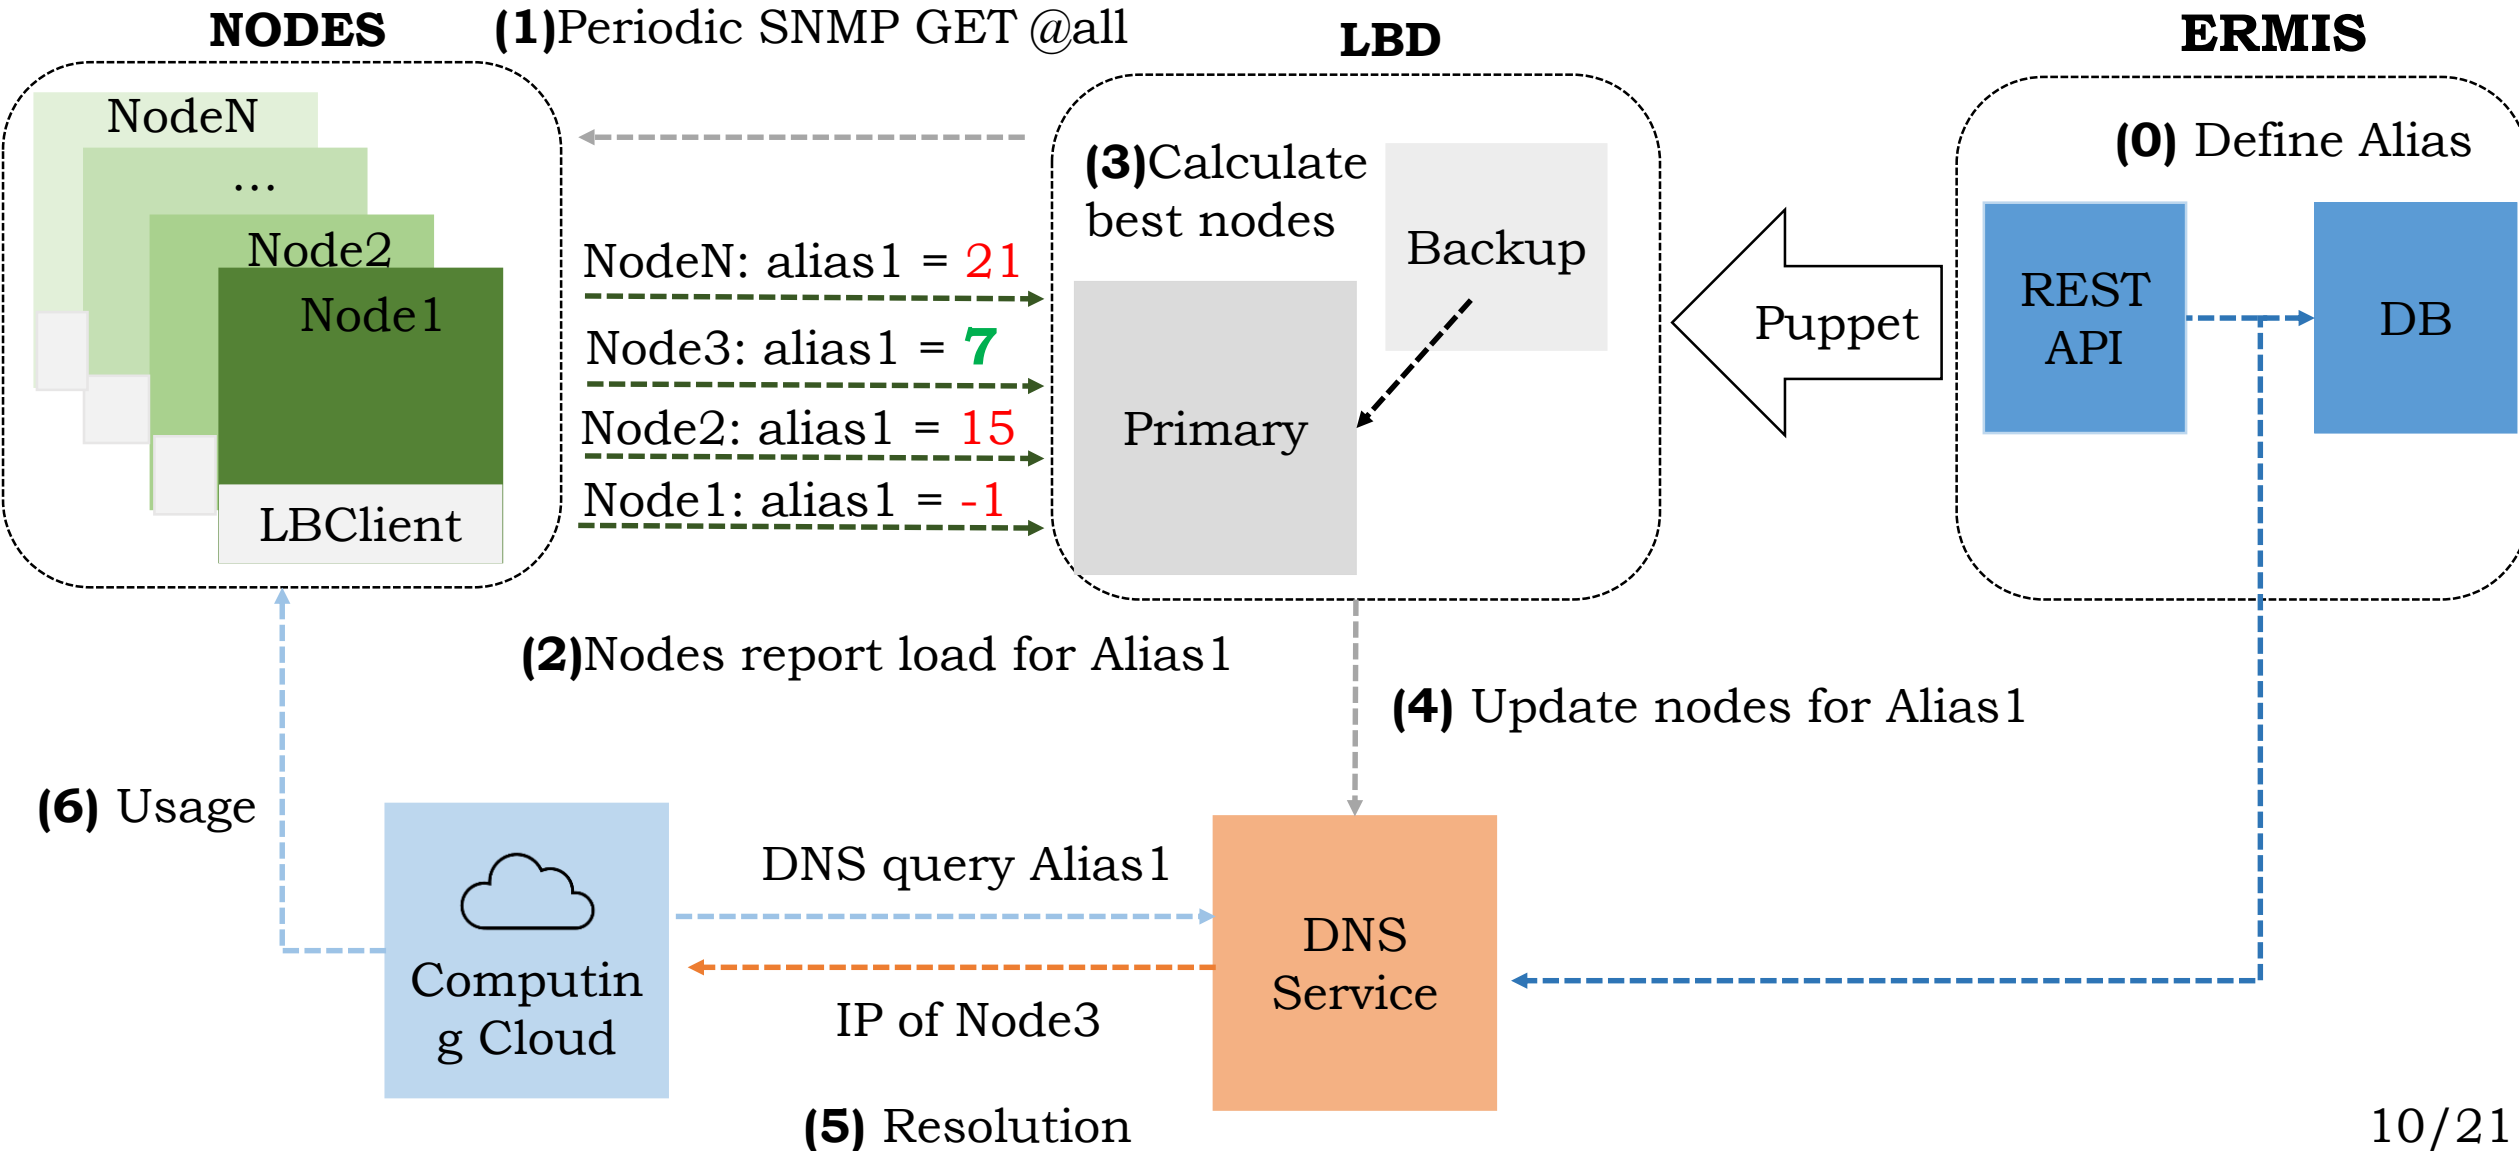 NODES
(1)Periodic SNMP GET @all
LBD
ERMIS
NodeN
...
Node2
Node1
LBClient
NodeN: alias1 = 21
Node3: alias1 = 7
Node2: alias1 = 15
Node1: alias1 = -1
(2)Nodes report load for Alias1
(3)Calculate
best nodes
Backup
Primary
Puppet
(0) Define Alias
REST
API
DB
(4) Update nodes for Alias1
(6) Usage
Computin
g Cloud
DNS query Alias1
IP of Node3
(5) Resolution
DNS
Service
10/21